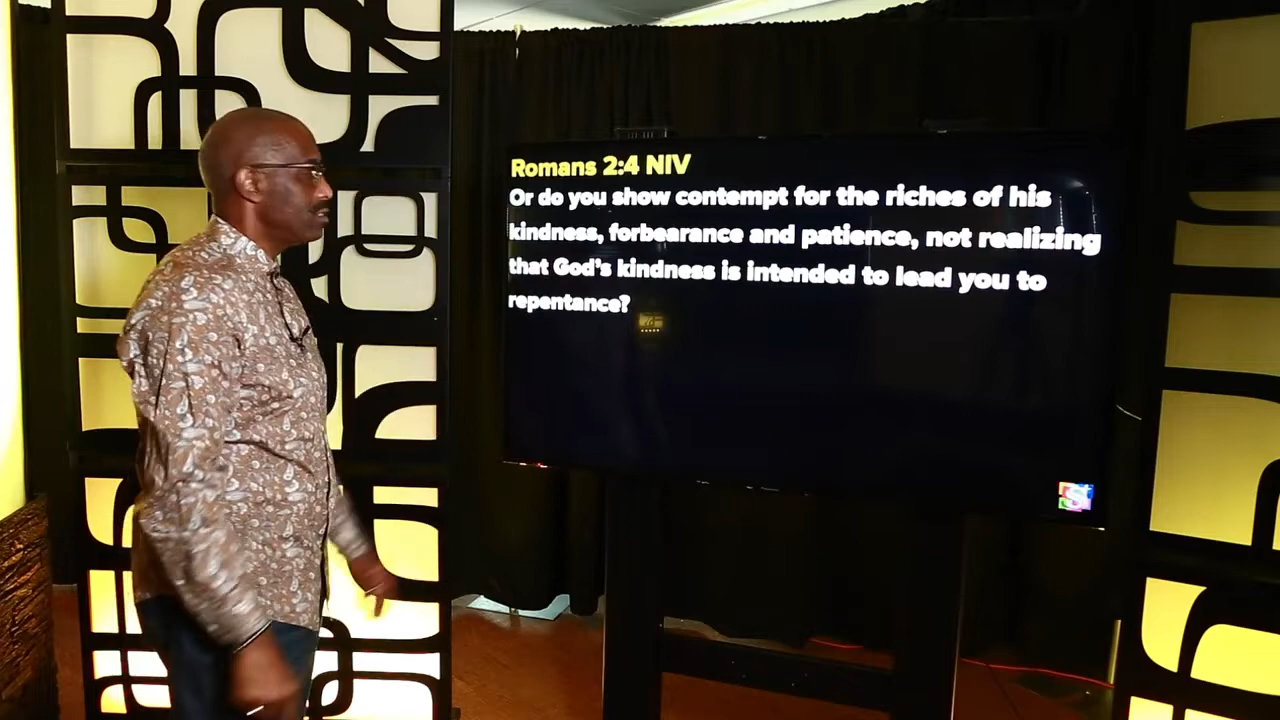 Romans 2:4 NIV
Or do you show contempt for the riches of his
kindness, forbearance and patience, not realizing
that God's kindness is intended to lead you to
repentance?
S